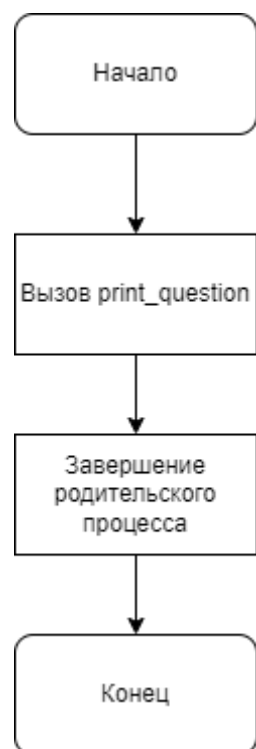 Начало
Вызов print_question
Завершение
родительского
процесса
Конец